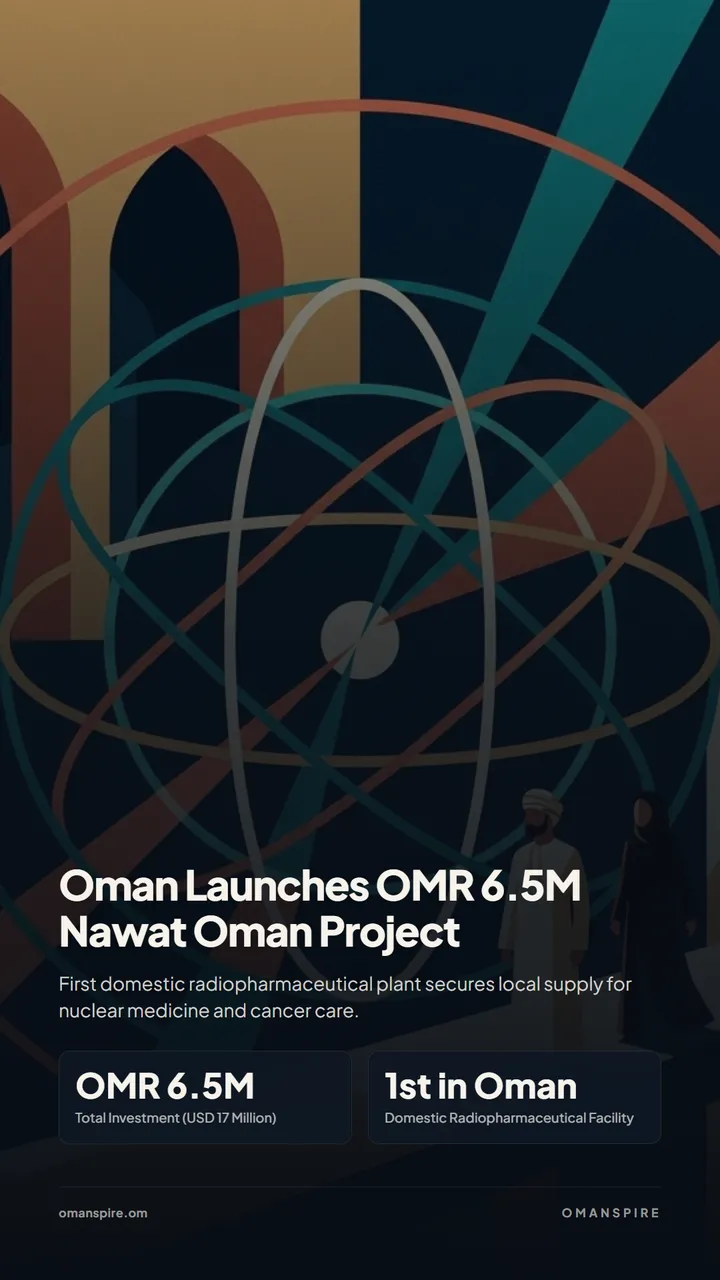 Oman Launches OMR 6.5M
Nawat Oman Project
First domestic radiopharmaceutical plant secures local supply for
nuclear medicine and cancer care.
OMR 6.5M
Total Investment (USD 17 Million)
1st in Oman
Domestic Radiopharmaceutical Facility
omanspire.om
OMANSPIRE